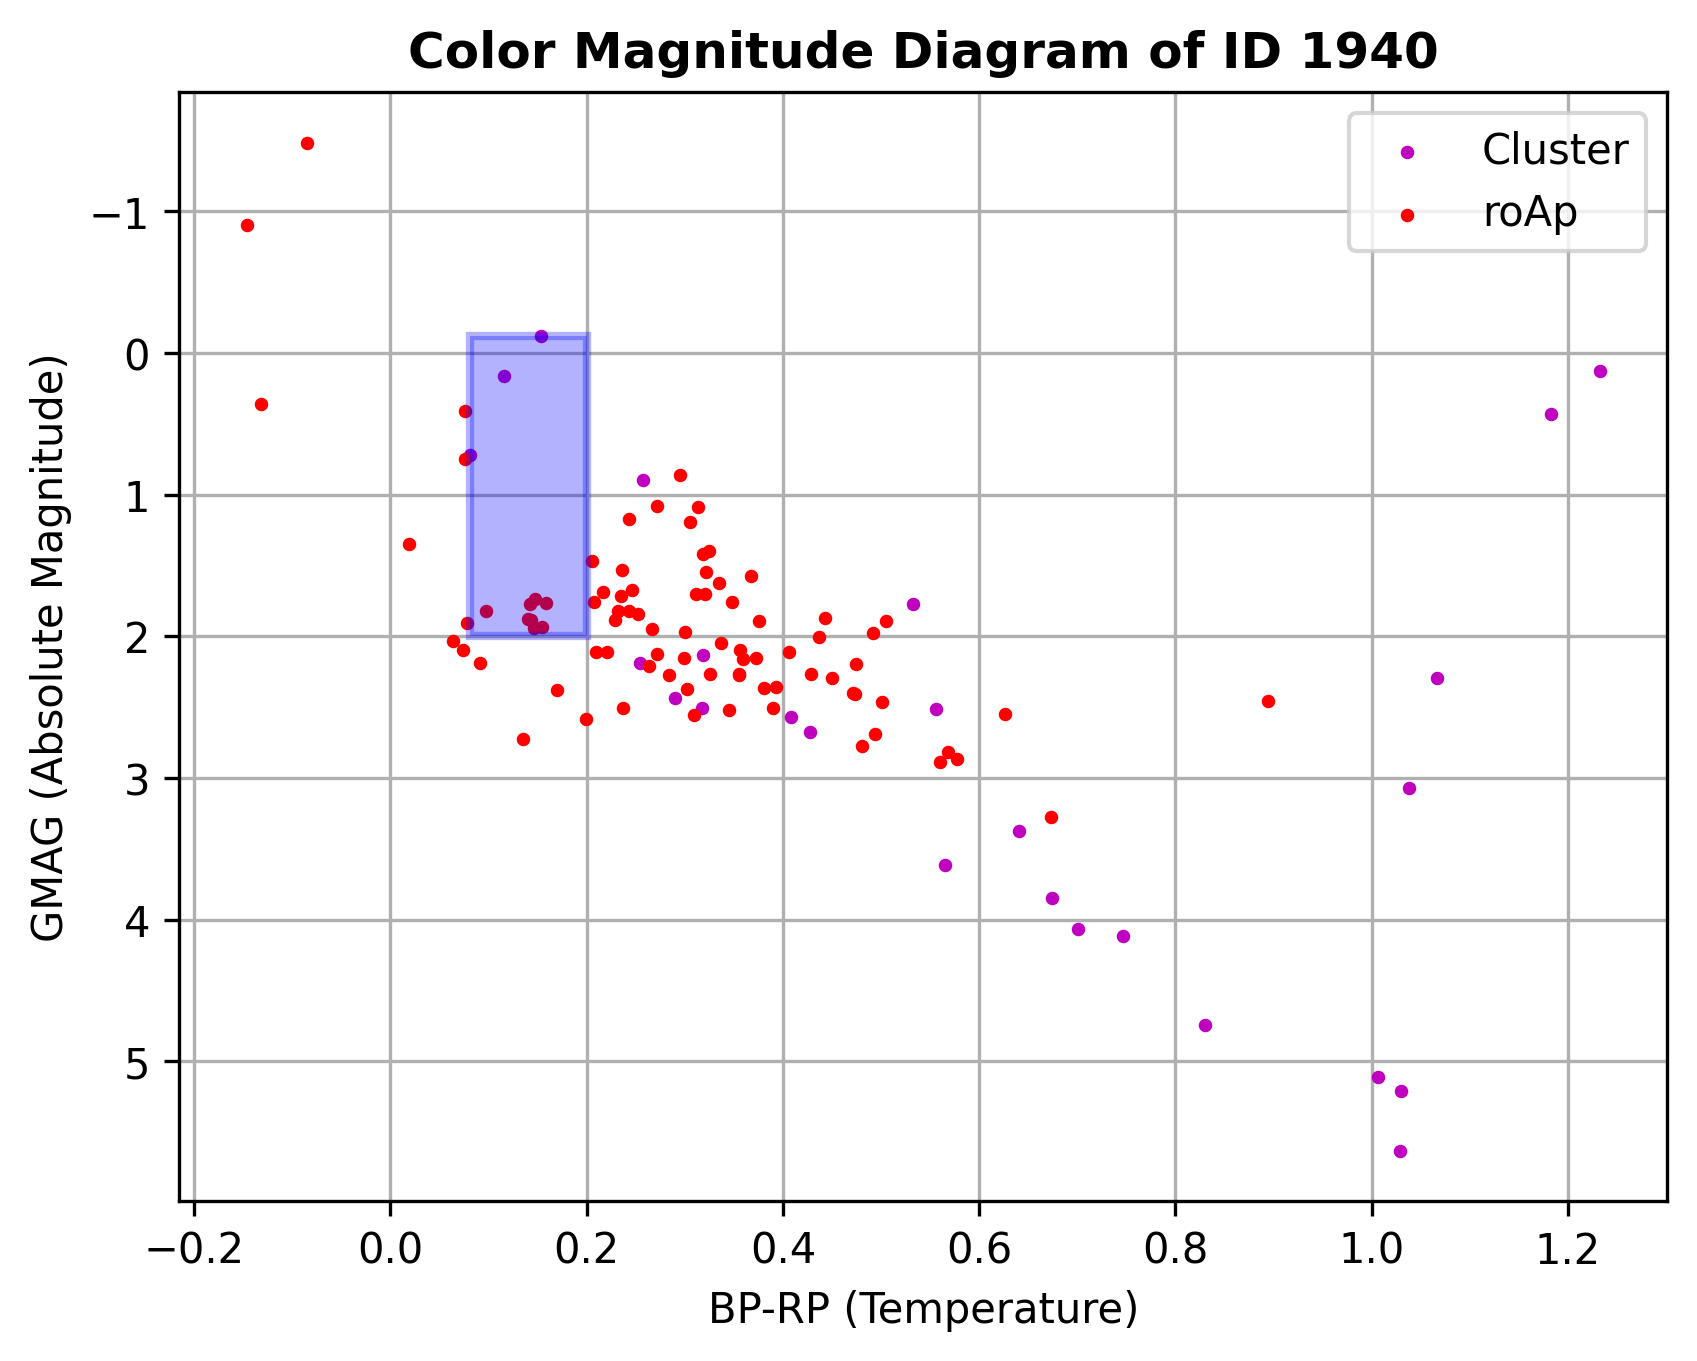 Color Magnitude Diagram of ID 1940
Cluster
roAp
GMAG (Absolute Magnitude)
−1
0
1
2
3
4
5
−0.2 0.0 0.2 0.4 0.6 0.8 1.0 1.2
BP-RP (Temperature)